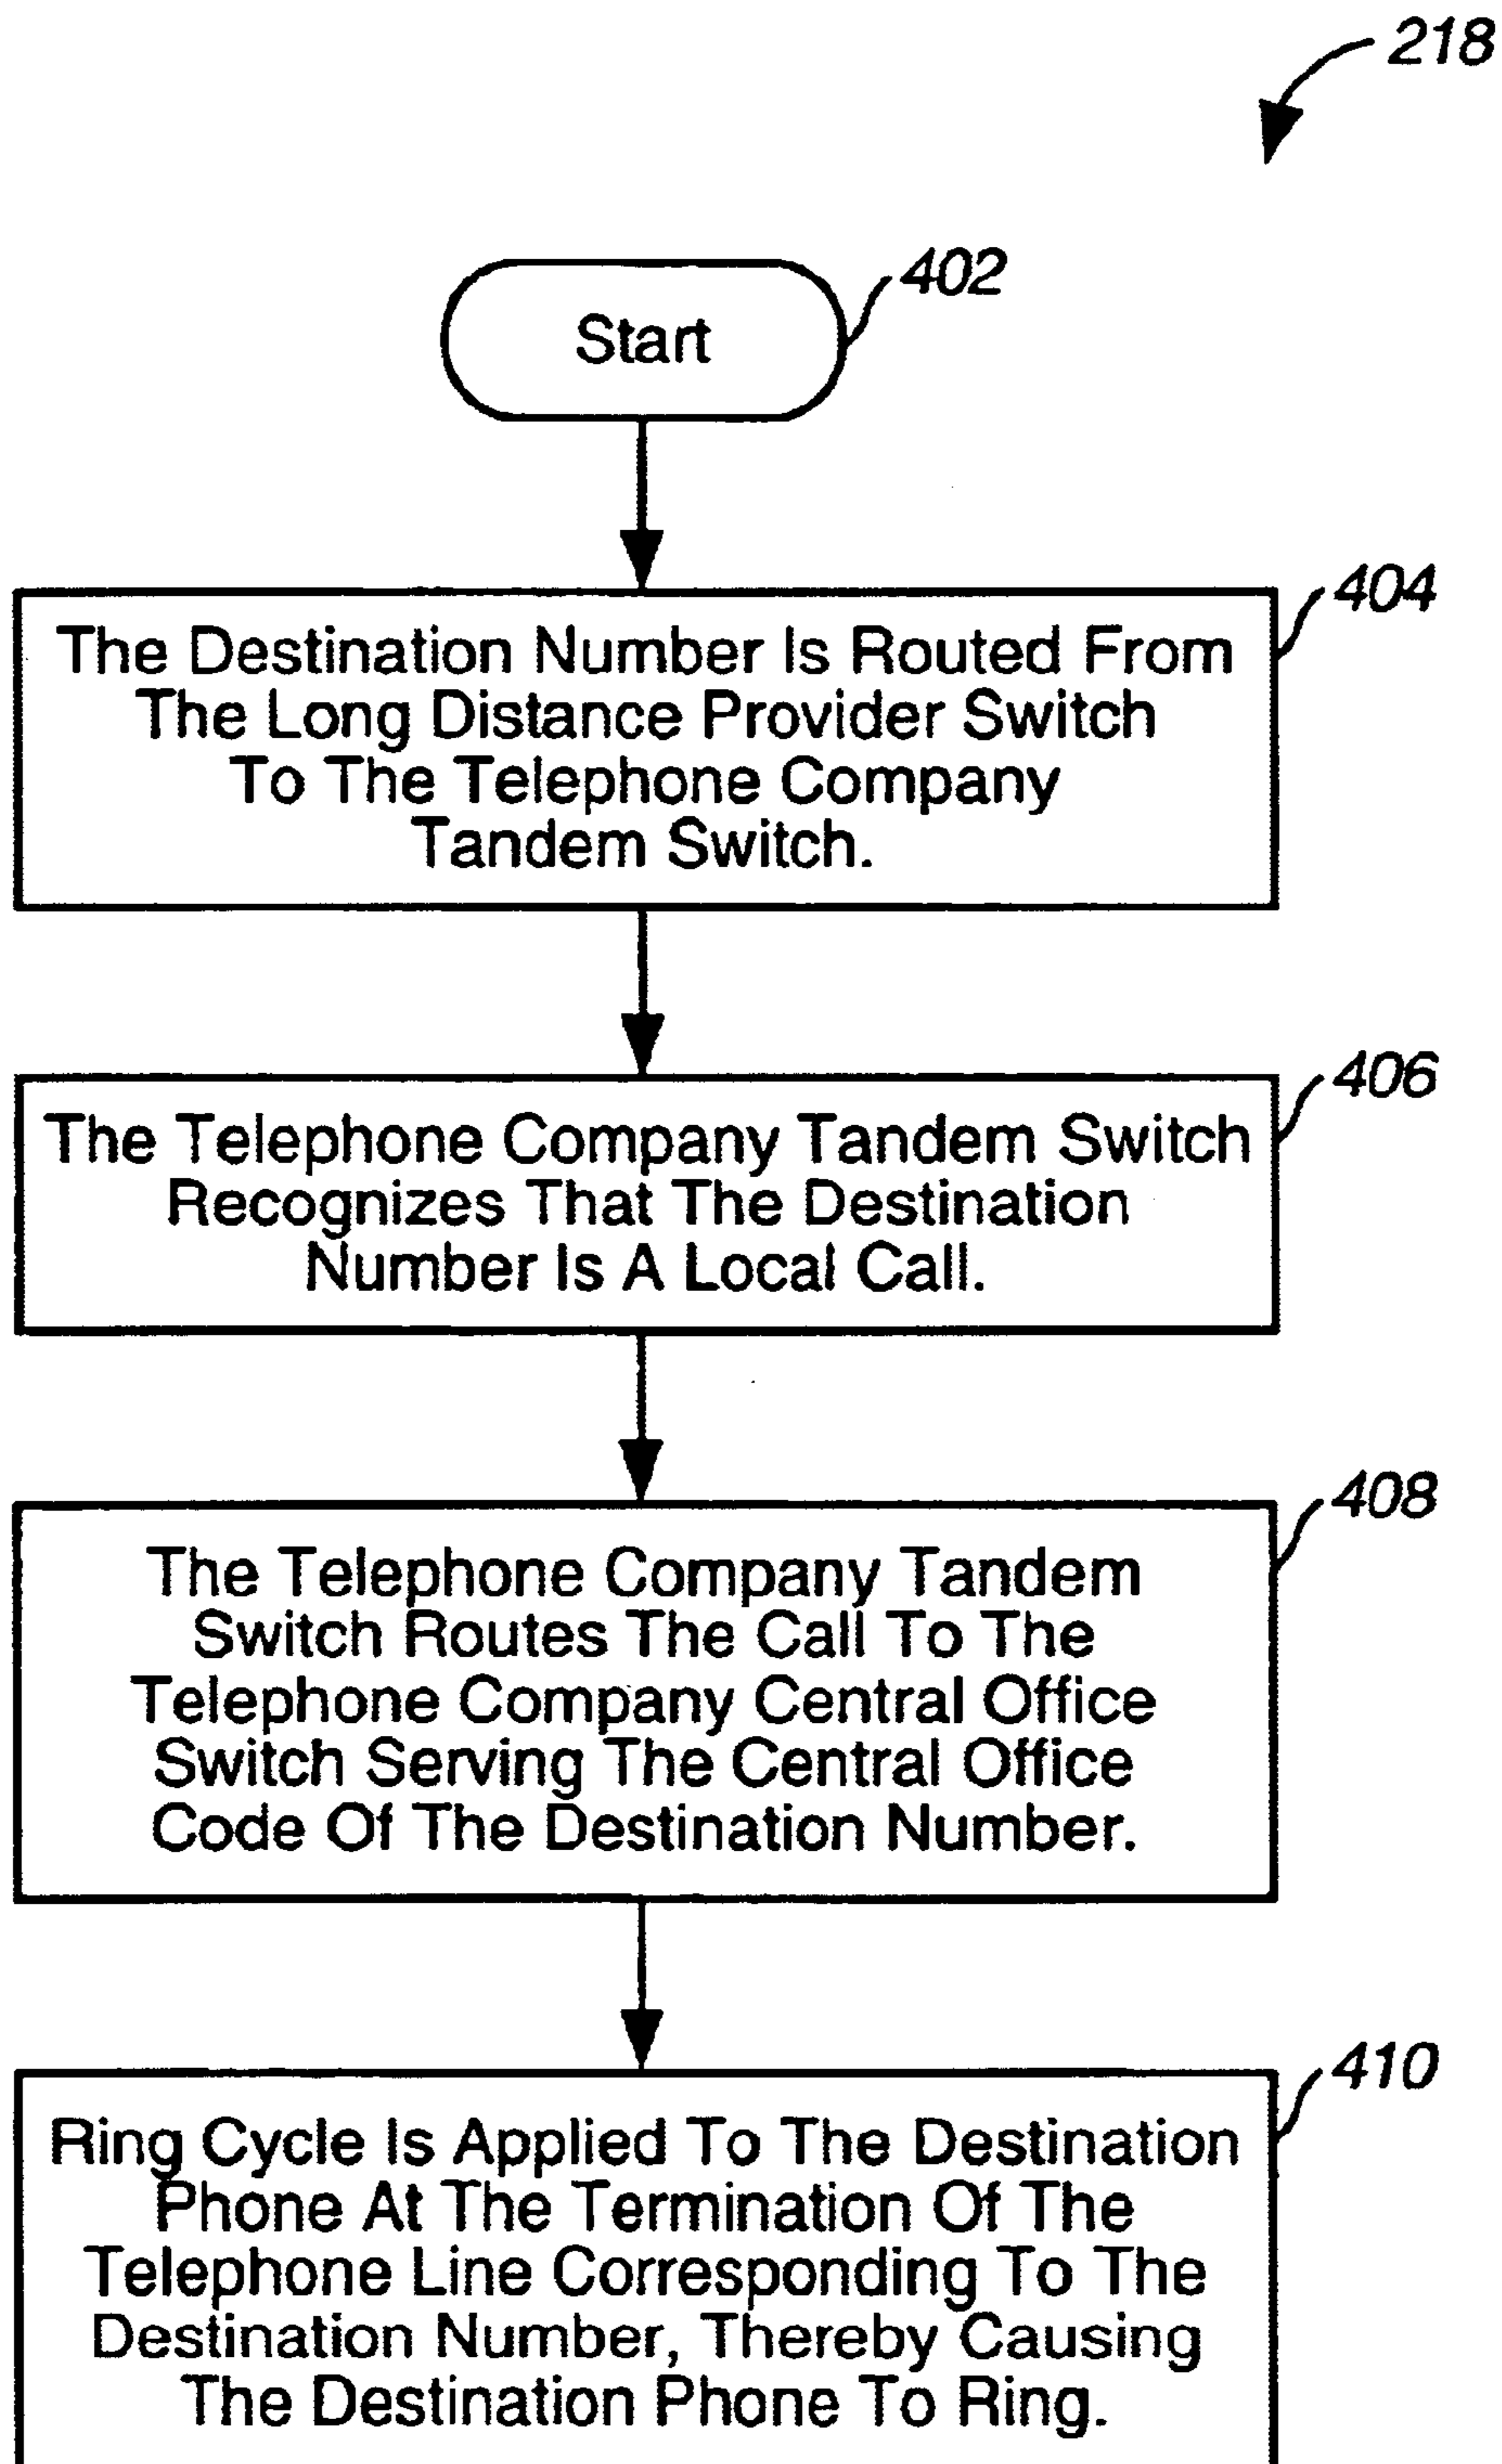 218
402
Start
404
The Destination Number Is Routed From
The Long Distance Provider Switch
To The Telephone Company
Tandem Switch.
406
The Telephone Company Tandem Switch
Recognizes That The Destination
Number Is A Local Call.
408
The Telephone Company Tandem
Switch Routes The Call To The
Telephone Company Central Office
Switch Serving The Central Office
Code Of The Destination Number.
410
Ring Cycle Is Applied To The Destination
Phone At The Termination Of The
Telephone Line Corresponding To The
Destination Number, Thereby Causing
The Destination Phone To Ring.